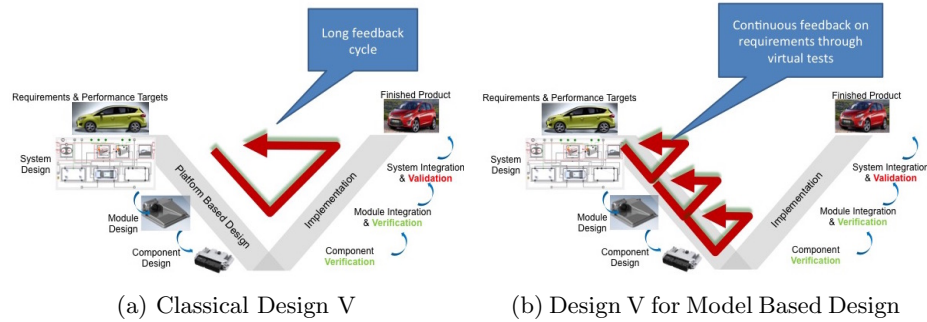 Long feedback
cycle
Requirements & Performance Targets
Finished Product
System
Design
Platform Based Design
Implementation
System Integration
& Validation
Module
Design
Module Integration
& Verification
Component
Design
Component
Verification
(a) Classical Design V
Continuous feedback on
requirements through
virtual tests
Requirements & Performance Targets
Finished Product
System
Design
Implementation
System Integration
& Validation
Module
Design
Module Integration
& Verification
Component
Design
Component
Verification
(b) Design V for Model Based Design